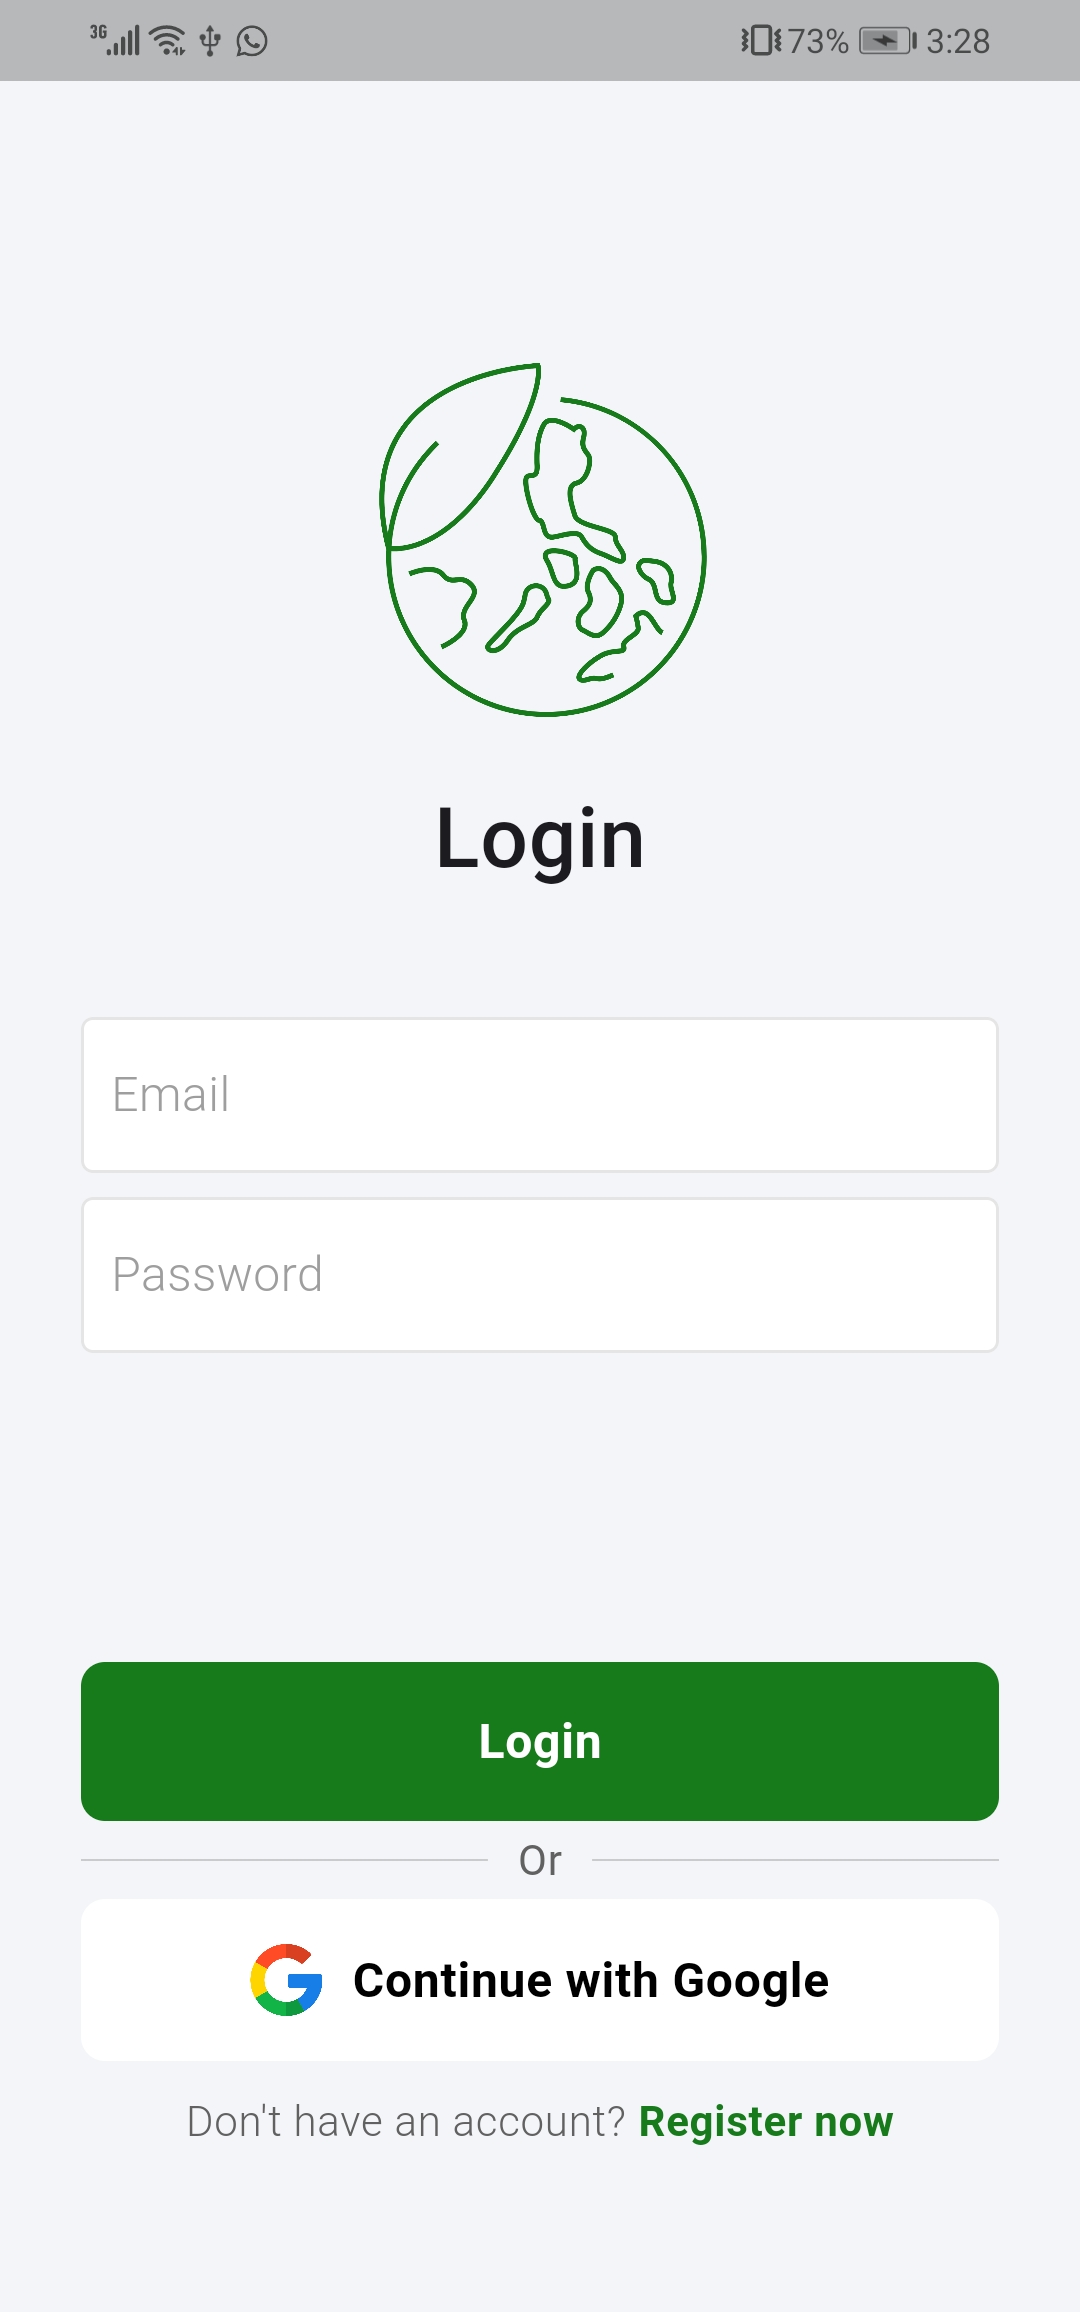 3G 73% 3:28
Login
Email
Password
Login
Or
Continue with Google
Don't have an account? Register now